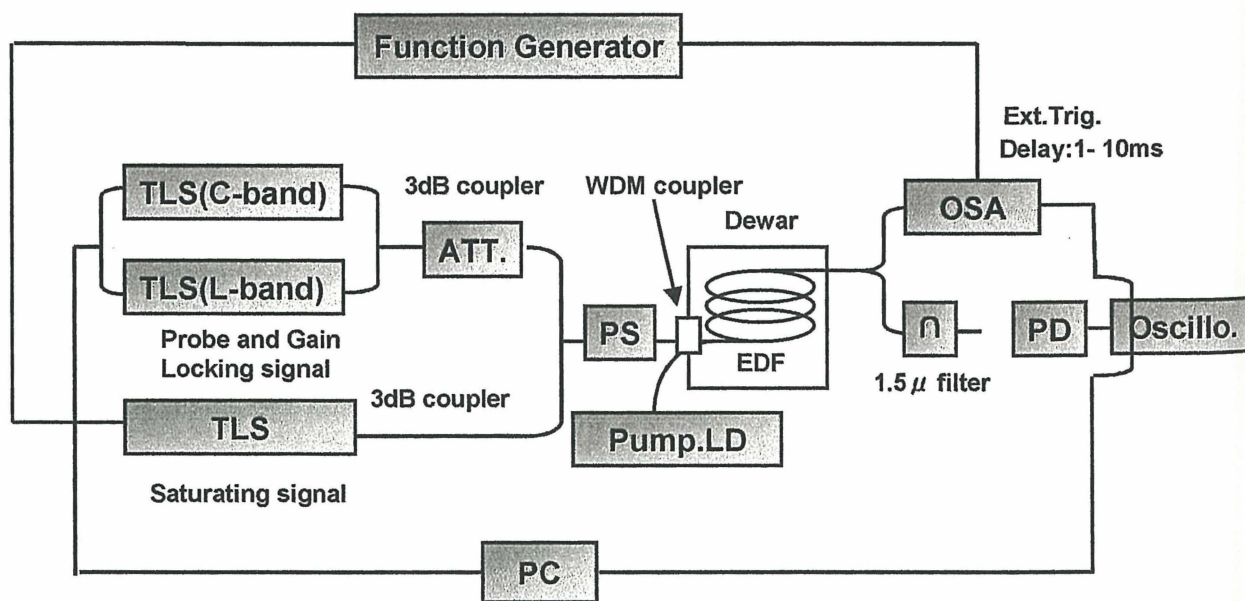 Function Generator
Ext.Trig.
Delay:1- 10ms
TLS(C-band)
3dB coupler
WDM coupler
OSA
Dewar
ATT.
TLS(L-band)
PS
∩
PD
Oscillo.
Probe and Gain
Locking signal
EDF
1.5 μ filter
3dB coupler
TLS
Pump.LD
Saturating signal
PC